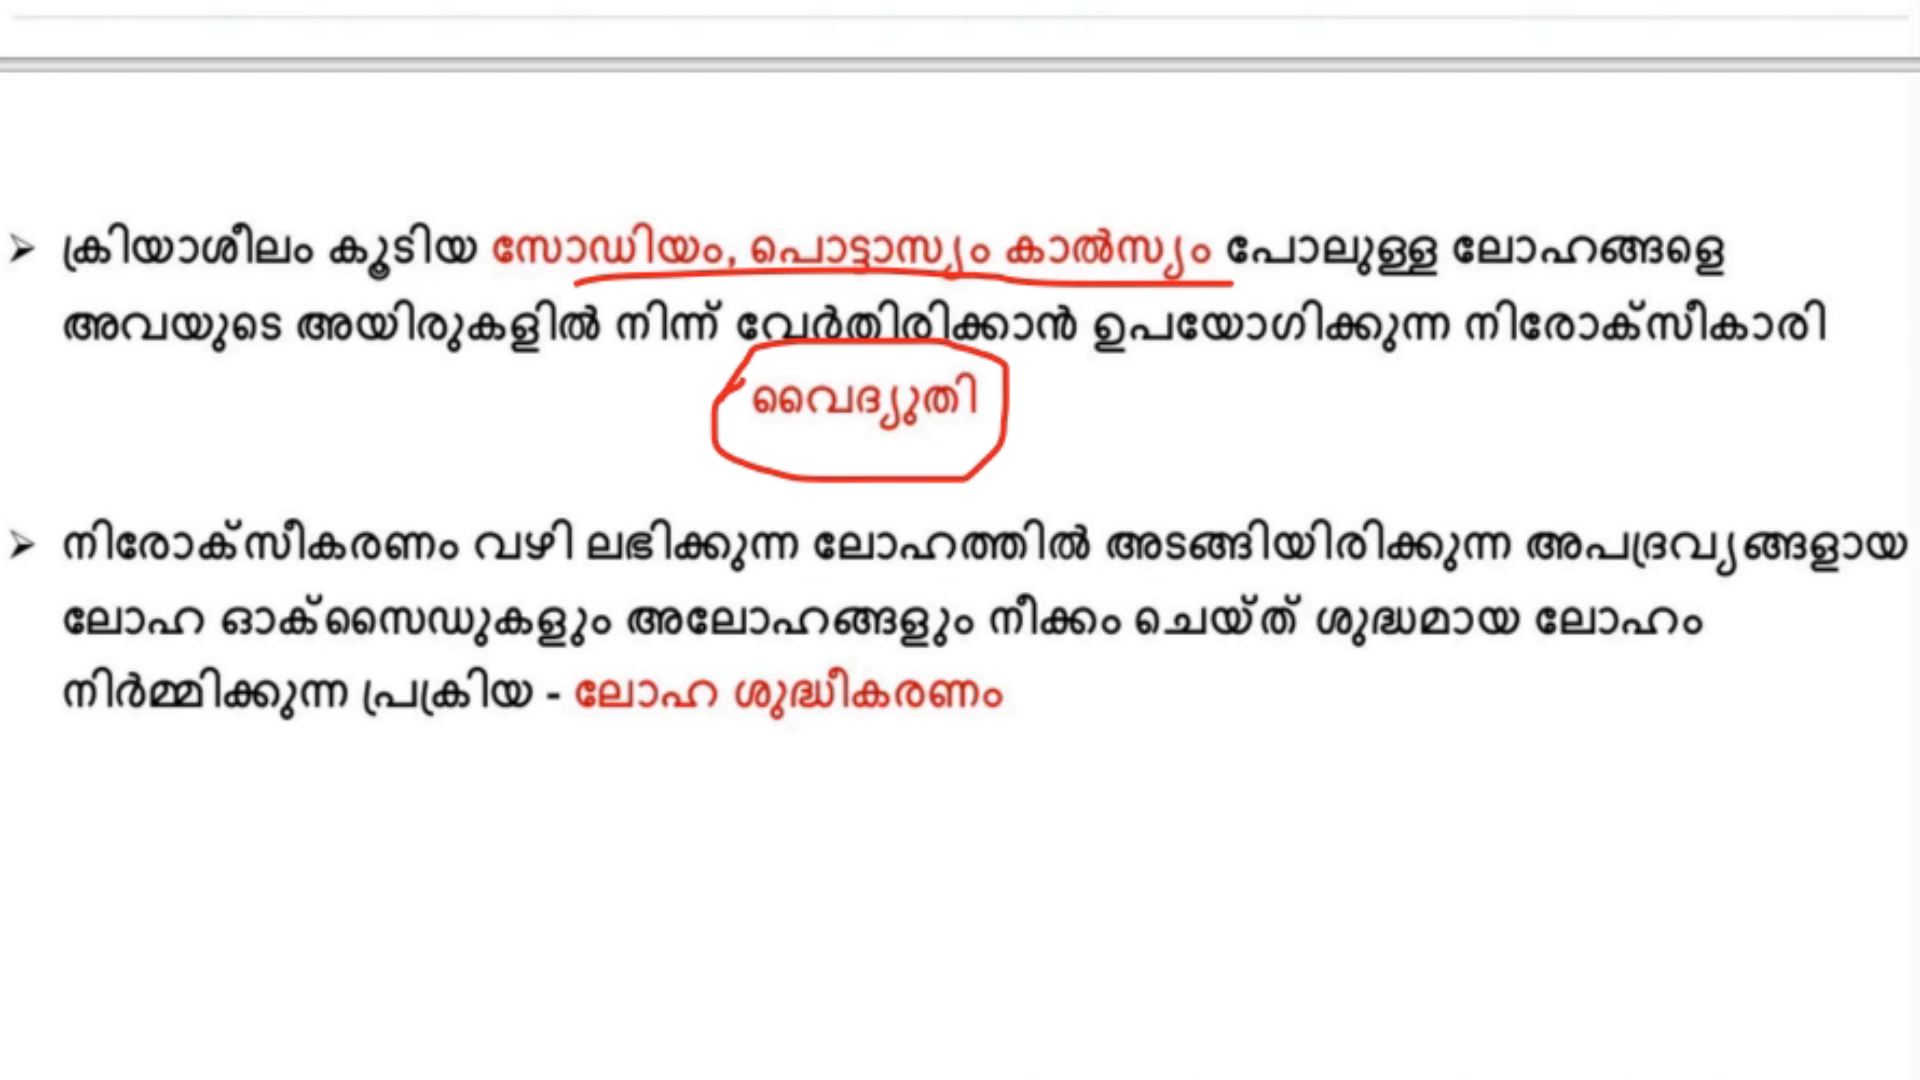 ➢ ക്രിയാശീലം കൂടിയ സോഡിയം, പൊട്ടാസ്യം കാൽസ്യം പോലുള്ള ലോഹങ്ങളെ
അവയുടെ അയിരുകളിൽ നിന്ന് വേർതിരിക്കാൻ ഉപയോഗിക്കുന്ന നിരോക്സീകാരി
വൈദ്യുതി
➢ നിരോക്സീകരണം വഴി ലഭിക്കുന്ന ലോഹത്തിൽ അടങ്ങിയിരിക്കുന്ന അപദ്രവ്യങ്ങളായ
ലോഹ ഓക്സൈഡുകളും അലോഹങ്ങളും നീക്കം ചെയ്ത് ശുദ്ധമായ ലോഹം
നിർമ്മിക്കുന്ന പ്രക്രിയ - ലോഹ ശുദ്ധീകരണം